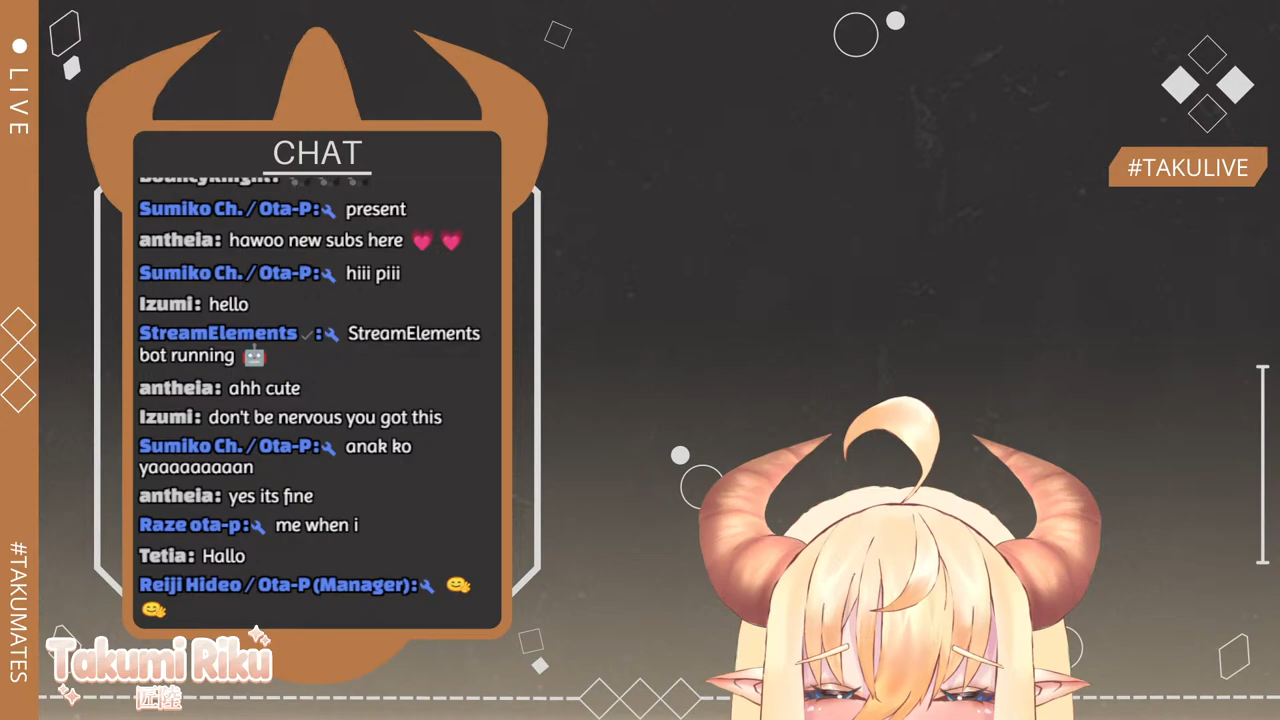 LIVE
CHAT
Bouncyknight:
Sumiko Ch. / Ota-P: present
antheia: hawoo new subs here
Sumiko Ch. / Ota-P: hiii piii
Izumi: hello
StreamElements : StreamElements
bot running
antheia: ahh cute
Izumi: don't be nervous you got this
Sumiko Ch. / Ota-P: anak ko
yaaaaaaaaan
antheia: yes its fine
Raze ota-p: me when i
Tetia: Hallo
Reiji Hideo / Ota-P (Manager):
#TAKULIVE
#TAKUMATES
Takumi Riku
匠陸